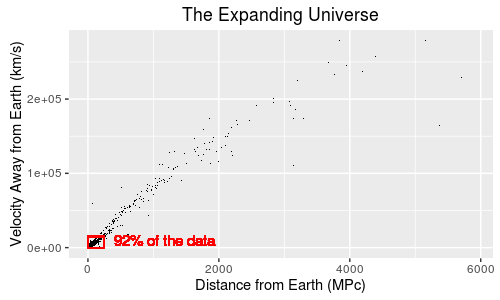 The Expanding Universe
Velocity Away from Earth (km/s)
2e+05
1e+05
0e+00
92% of the data
0 2000 4000 6000
Distance from Earth (MPc)